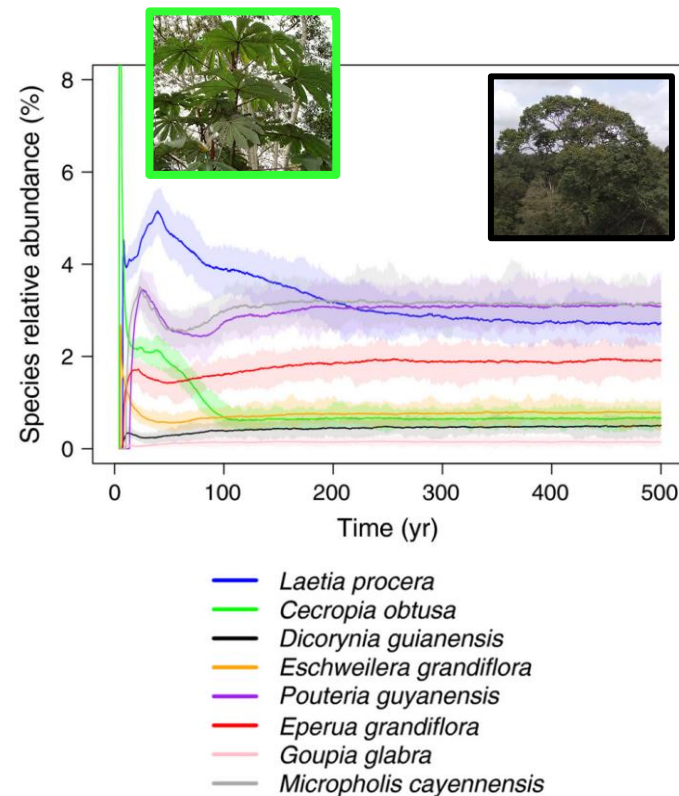 Species relative abundance (%)
8
6
4
2
0
0 100 200 300 400 500
Time (yr)
Laetia procera
Cecropia obtusa
Dicorynia guianensis
Eschweilera grandiflora
Pouteria guyanensis
Eperua grandiflora
Goupia glabra
Micropholis cayennensis